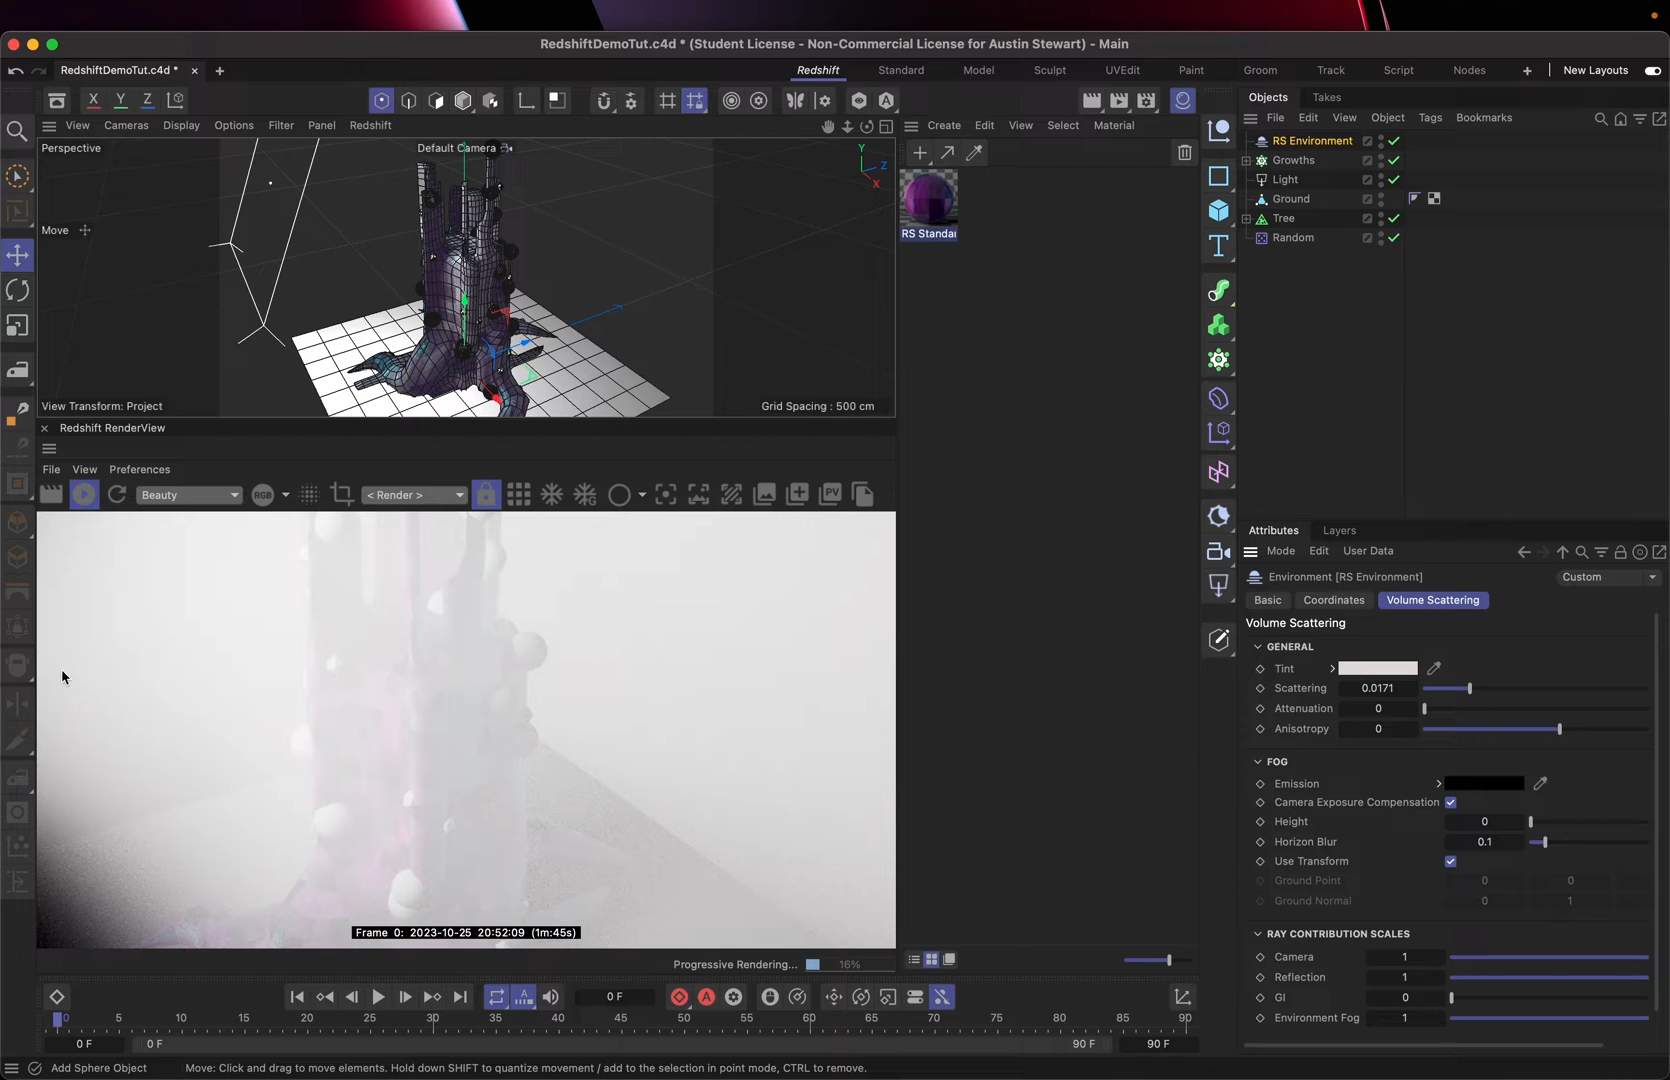 RedshiftDemoTut.c4d * (Student License - Non-Commercial License for Austin Stewart) - Main
RedshiftDemoTut.c4d *
Redshift
Standard
Model
Sculpt
UVEdit
Paint
Groom
Track
Script
Nodes
New Layouts
X Y Z
Objects
Takes
View
Cameras
Display
Options
Filter
Panel
Redshift
Create
Edit
View
Select
Material
File
Edit
View
Object
Tags
Bookmarks
Perspective
Default Camera
Y
Z
X
Move
RS Standar
RS Environment
Growths
Light
Ground
Tree
Random
View Transform: Project
Grid Spacing : 500 cm
Redshift RenderView
File
View
Preferences
Beauty
RGB
< Render >
PV
Frame 0: 2023-10-25 20:52:09 (1m:45s)
Progressive Rendering...
16%
Attributes
Layers
Mode
Edit
User Data
Environment [RS Environment]
Custom
Basic
Coordinates
Volume Scattering
Volume Scattering
GENERAL
Tint
Scattering 0.0171
Attenuation 0
Anisotropy 0
FOG
Emission
Camera Exposure Compensation
Height 0
Horizon Blur 0.1
Use Transform
Ground Point 0 0
Ground Normal 0 1
RAY CONTRIBUTION SCALES
Camera 1
Reflection 1
GI 0
Environment Fog 1
0 F
0 5 10 15 20 25 30 35 40 45 50 55 60 65 70 75 80 85 90
0 F
0 F
90 F
90 F
Add Sphere Object
Move: Click and drag to move elements. Hold down SHIFT to quantize movement / add to the selection in point mode, CTRL to remove.